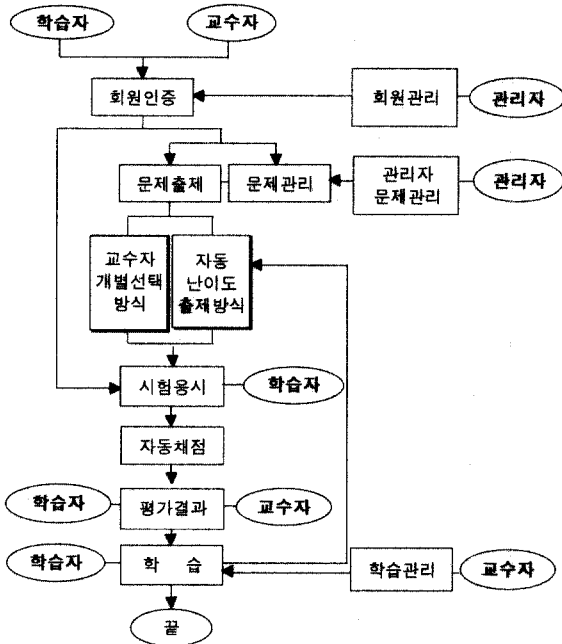 학습자
교수자
회원인증
회원관리
관리자
문제출제
문제관리
관리자
문제관리
관리자
교수자
개별선택
방식
자동
난이도
출제방식
시험응시
학습자
자동채점
학습자
평가결과
교수자
학습자
학 습
학습관리
교수자
끝